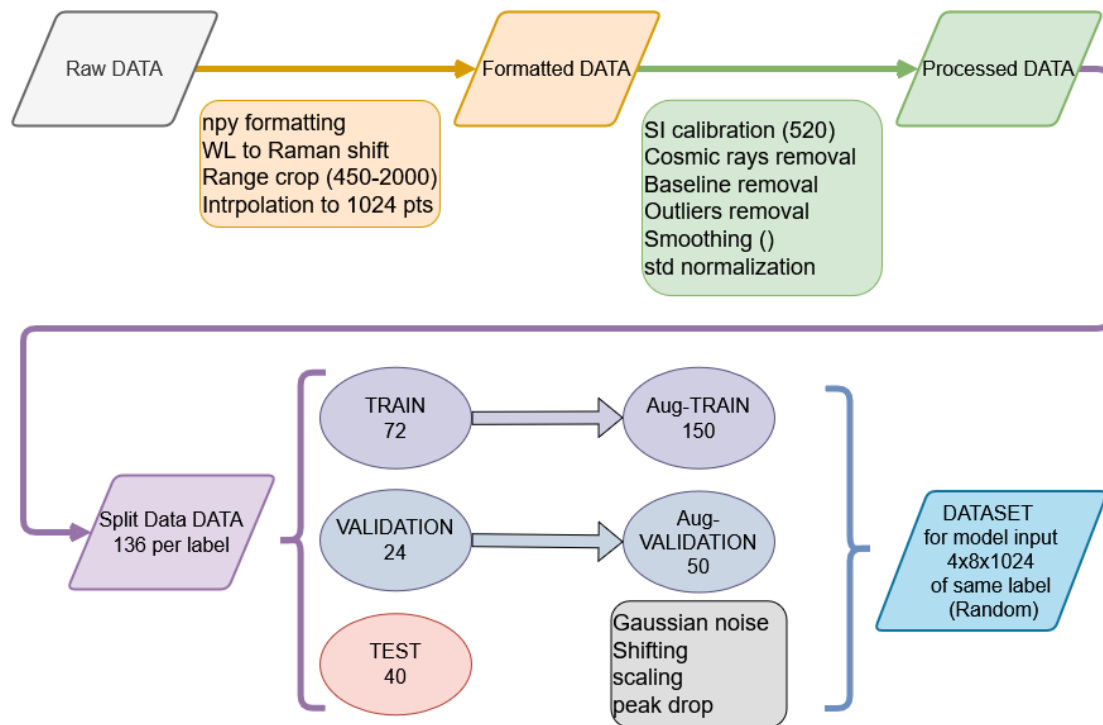 Raw DATA
Formatted DATA
Processed DATA
npy formatting
WL to Raman shift
Range crop (450-2000)
Intrpolation to 1024 pts
SI calibration (520)
Cosmic rays removal
Baseline removal
Outliers removal
Smoothing ()
std normalization
Split Data DATA
136 per label
TRAIN
72
Aug-TRAIN
150
VALIDATION
24
Aug-
VALIDATION
50
TEST
40
Gaussian noise
Shifting
scaling
peak drop
DATASET
for model input
4x8x1024
of same label
(Random)